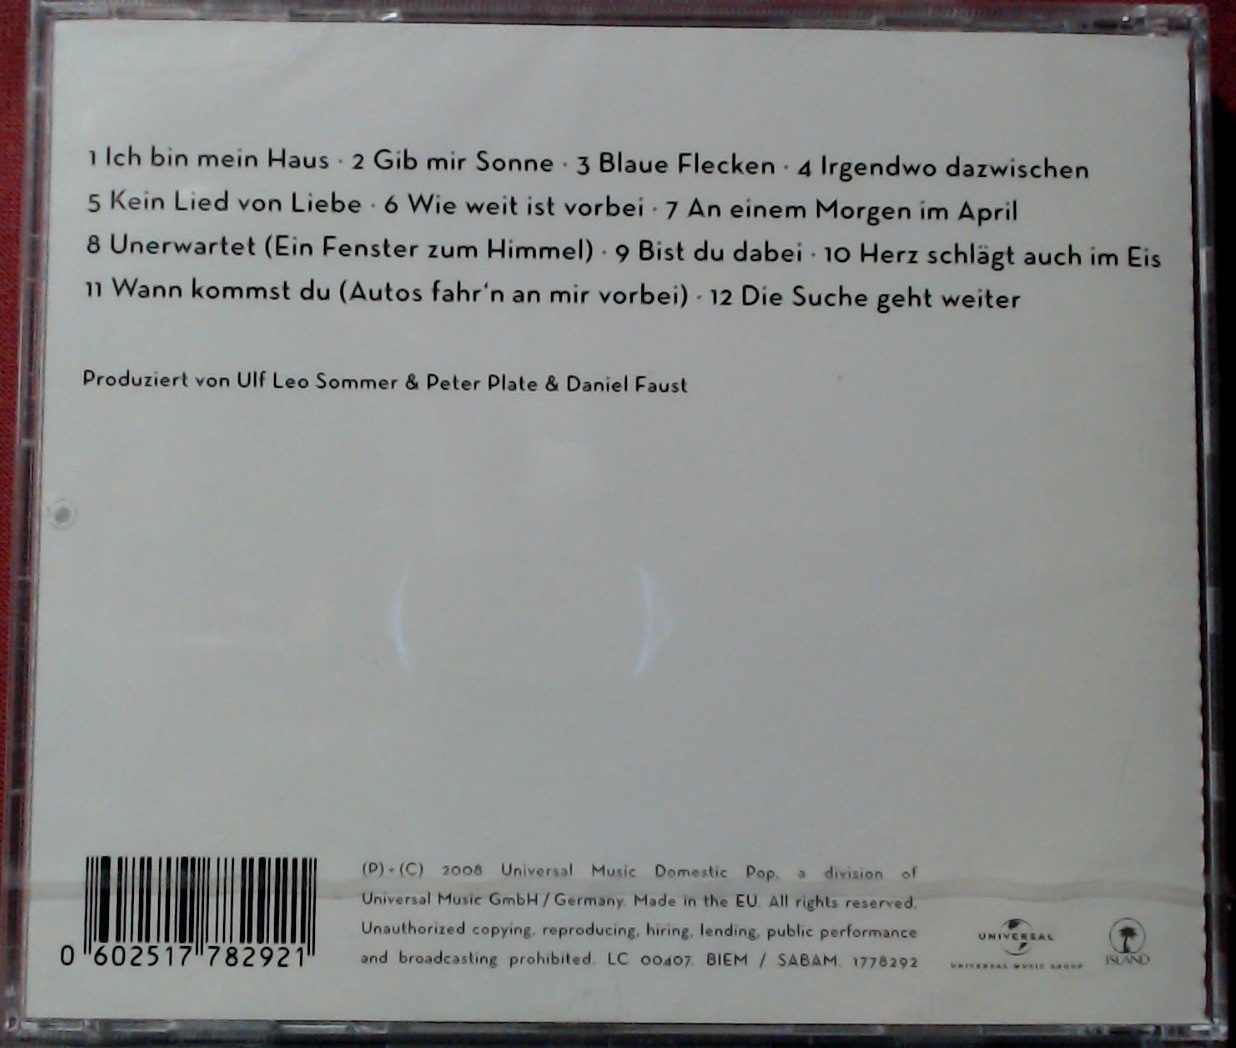 1 Ich bin mein Haus · 2 Gib mir Sonne · 3 Blaue Flecken · 4 Irgendwo dazwischen
5 Kein Lied von Liebe · 6 Wie weit ist vorbei · 7 An einem Morgen im April
8 Unerwartet (Ein Fenster zum Himmel) · 9 Bist du dabei · 10 Herz schlägt auch im Eis
11 Wann kommst du (Autos fahr'n an mir vorbei) · 12 Die Suche geht weiter
Produziert von Ulf Leo Sommer & Peter Plate & Daniel Faust
(P)+(C) 2008 Universal Music Domestic Pop, a division of
Universal Music GmbH / Germany. Made in the EU. All rights reserved.
Unauthorized copying, reproducing, hiring, lending, public performance
and broadcasting prohibited. LC 00407. BIEM / SABAM. 1778292
0 602517 782921
UNIVERSAL
UNIVERSAL MUSIC GROUP
ISLAND